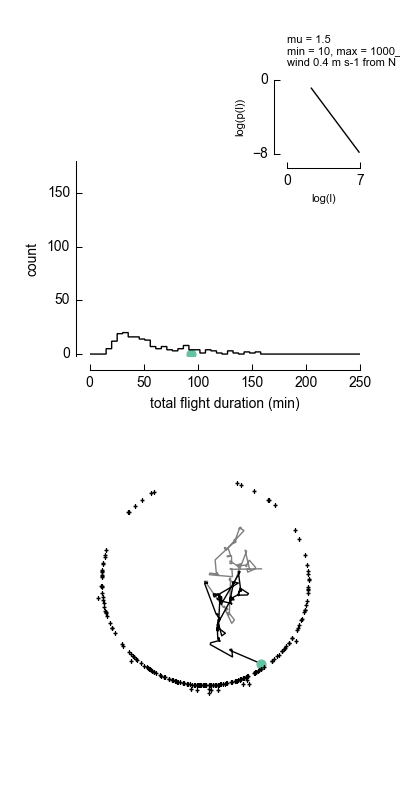 mu = 1.5
min = 10, max = 1000_
wind 0.4 m s-1 from N
0
log(p(l))
−8
0
7
log(l)
150
100
50
0
count
0
50
100
150
200
250
total flight duration (min)